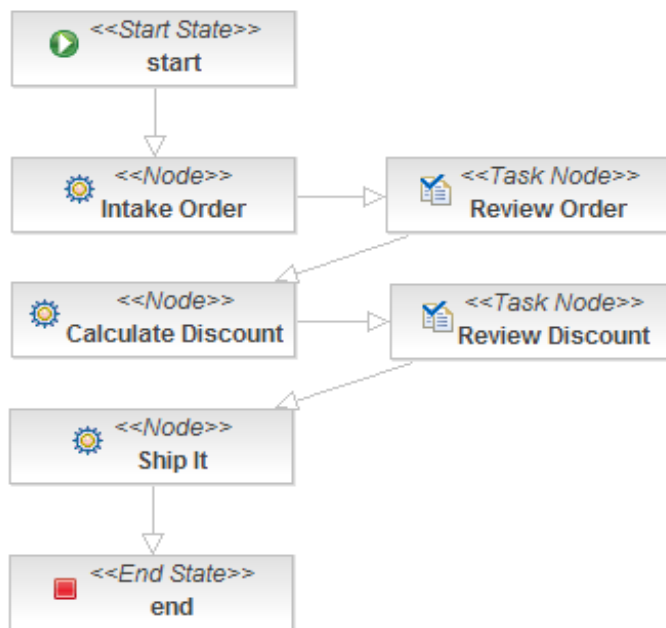 <<Start State>>
start
<<Node>>
Intake Order
<<Task Node>>
Review Order
<<Node>>
Calculate Discount
<<Task Node>>
Review Discount
<<Node>>
Ship It
<<End State>>
end